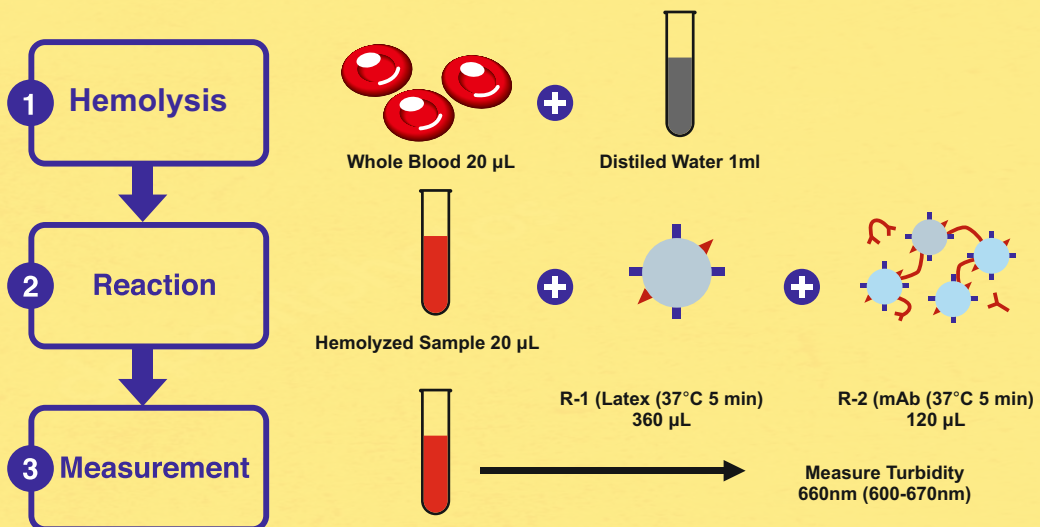 1
Hemolysis
Whole Blood 20 µL
Distiled Water 1ml
2
Reaction
Hemolyzed Sample 20 µL
R-1 (Latex (37°C 5 min)
360 µL
R-2 (mAb (37°C 5 min)
120 µL
3
Measurement
Measure Turbidity
660nm (600-670nm)